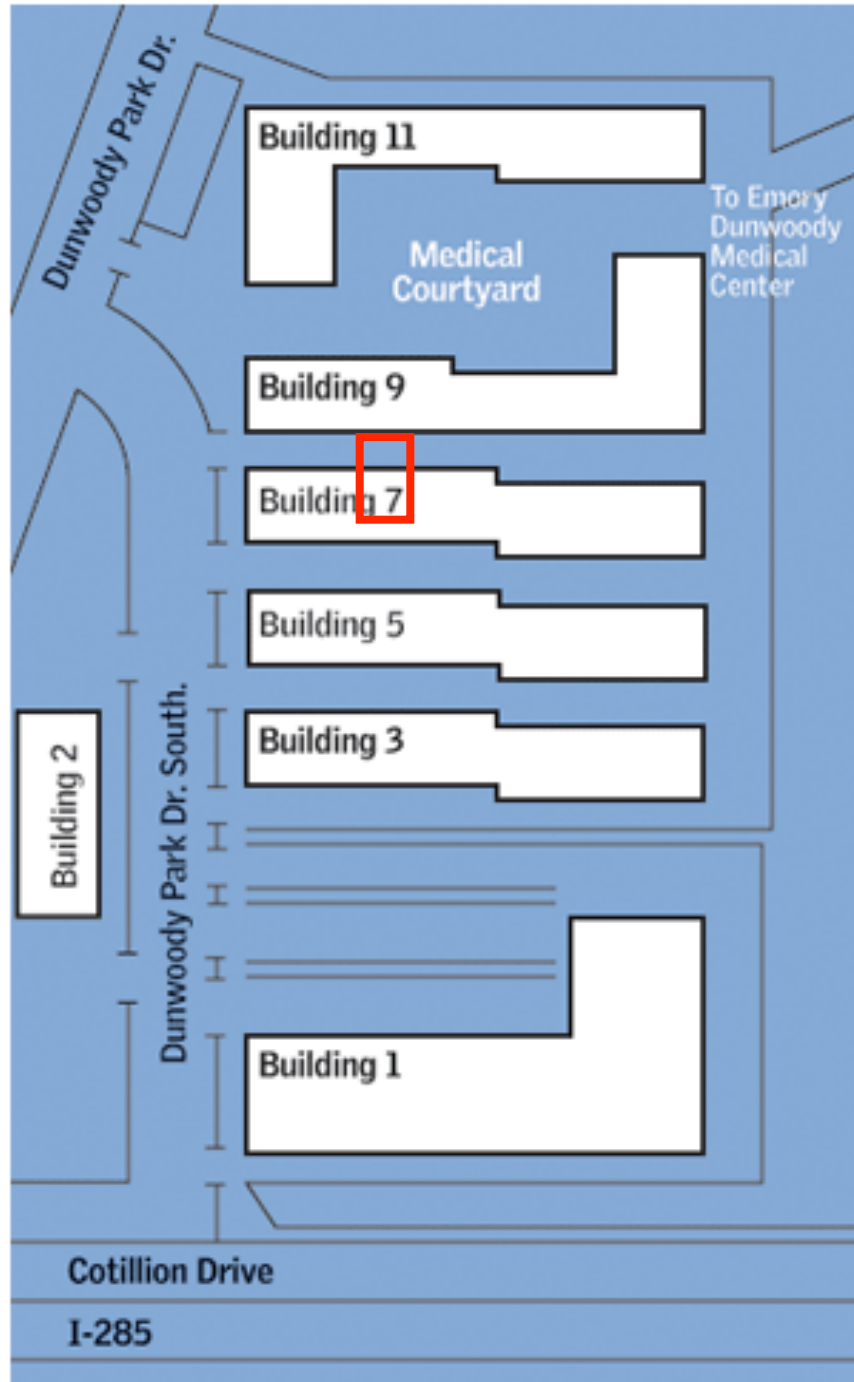 Dunwoody Park Dr.
Building 11
To Emory
Dunwoody
Medical
Center
Medical
Courtyard
Building 9
Building 7
Building 5
Building 3
Building 2
Dunwoody Park Dr. South.
Building 1
Cotillion Drive
I-285